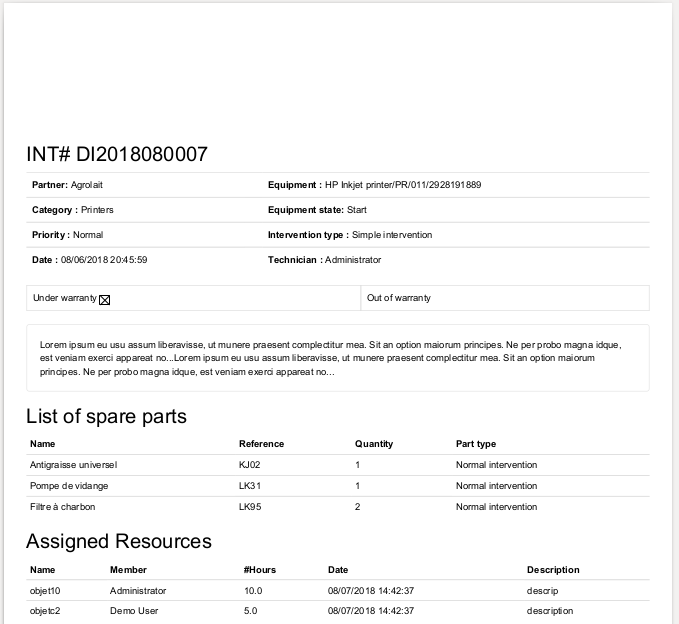 INT# DI2018080007
Partner: Agrolait Equipment : HP Inkjet printer/PR/011/2928191889
Category : Printers Equipment state: Start
Priority : Normal Intervention type : Simple intervention
Date : 08/06/2018 20:45:59 Technician : Administrator
Under warranty ☒ Out of warranty
Lorem ipsum eu usu assum liberavisse, ut munere praesent complectitur mea. Sit an option maiorum principes. Ne per probo magna idque,
est veniam exerci appareat no...Lorem ipsum eu usu assum liberavisse, ut munere praesent complectitur mea. Sit an option maiorum
principes. Ne per probo magna idque, est veniam exerci appareat no...
List of spare parts
Name Reference Quantity Part type
Antigraisse universel KJ02 1 Normal intervention
Pompe de vidange LK31 1 Normal intervention
Filtre à charbon LK95 2 Normal intervention
Assigned Resources
Name Member #Hours Date Description
objet10 Administrator 10.0 08/07/2018 14:42:37 descrip
objetc2 Demo User 5.0 08/07/2018 14:42:37 description